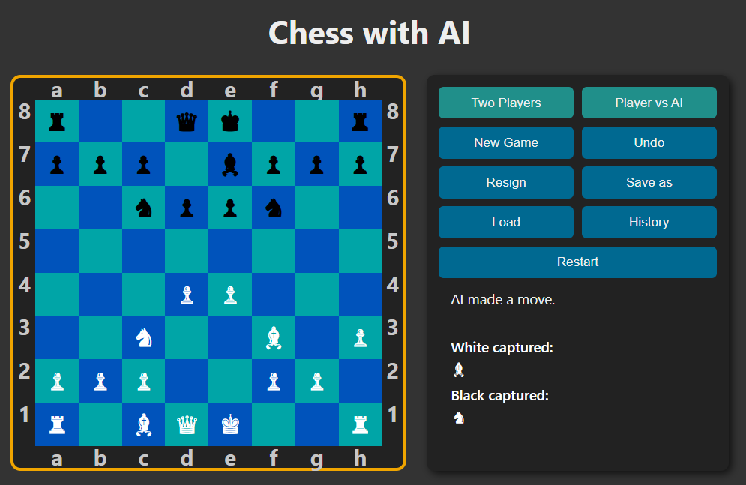 Chess with AI
a b c d e f g h
8 8
7 7
6 6
5 5
4 4
3 3
2 2
1 1
a b c d e f g h
Two Players Player vs AI
New Game Undo
Resign Save as
Load History
Restart
AI made a move.
White captured:
Black captured: